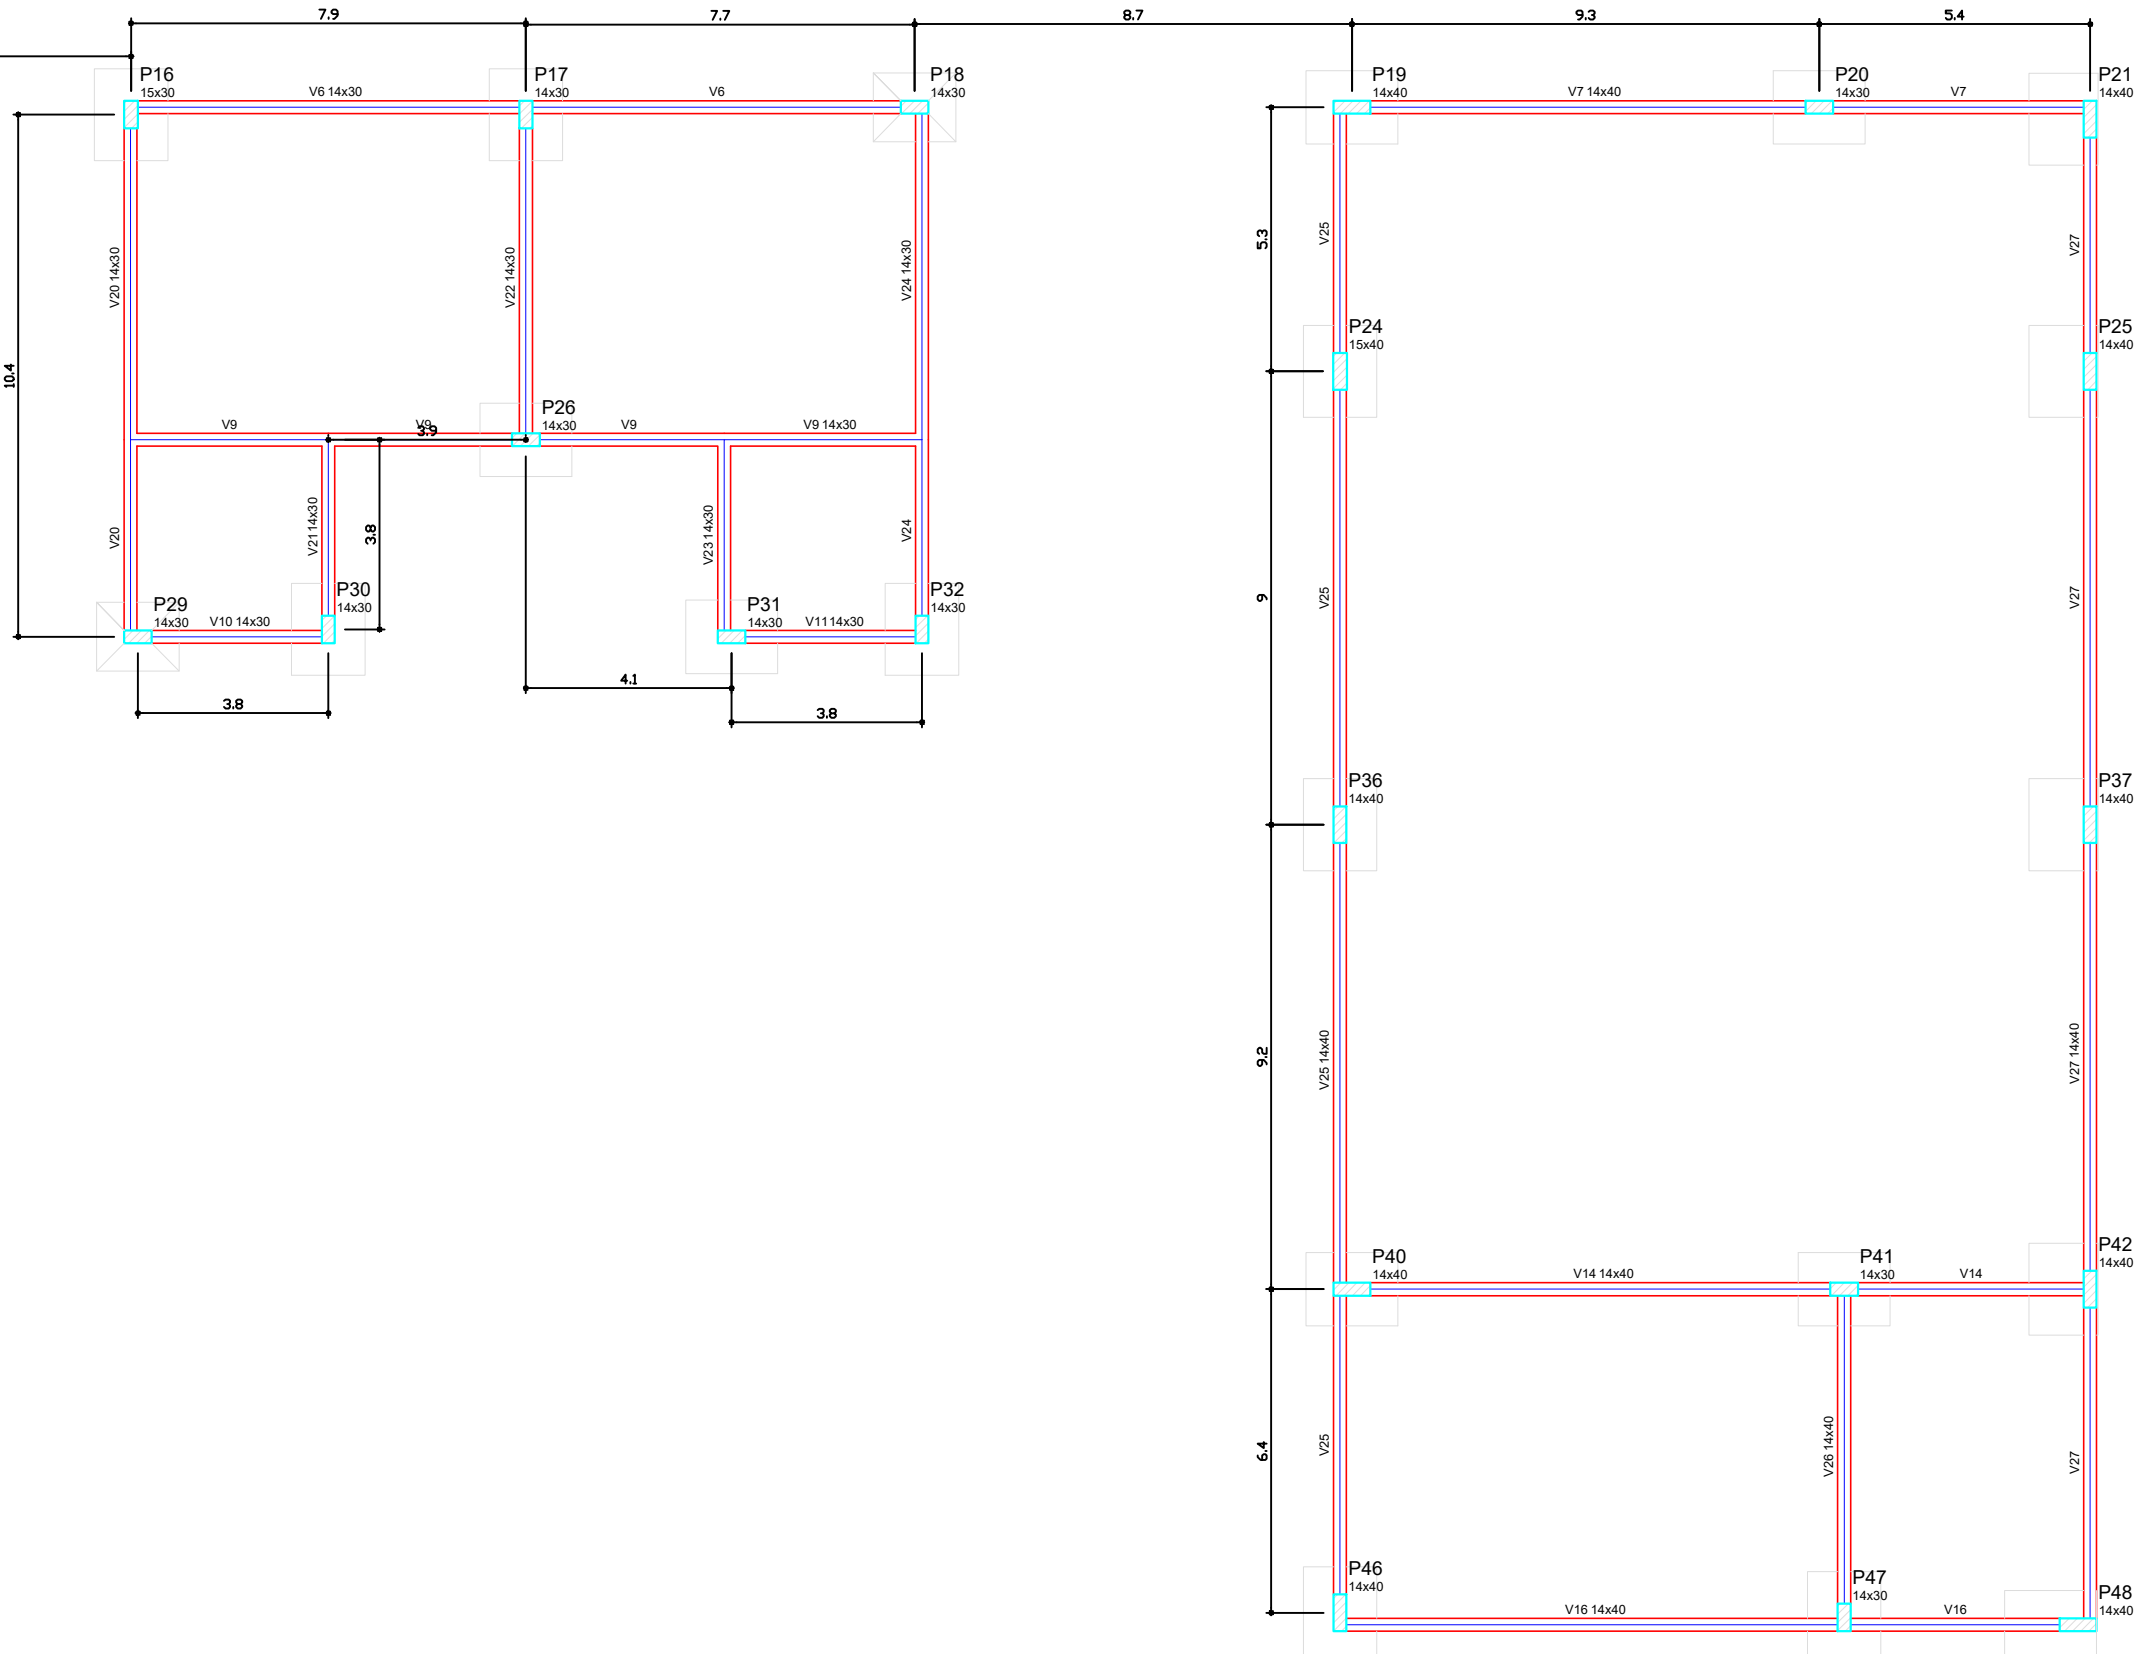 7.9
7.7
8.7
9.3
5.4
P16
15x30
V6 14x30
P17
14x30
V6
P18
14x30
P19
14x40
V7 14x40
P20
14x30
V7
P21
14x40
V20 14x30
V22 14x30
V24 14x30
10.4
V25
5.3
V27
P24
15x40
P25
14x40
V9
V9
3.9
P26
14x30
V9
V9 14x30
V20
V21 14x30
3.8
V23 14x30
V24
P29
14x30
V10 14x30
P30
14x30
P31
14x30
V11 14x30
P32
14x30
3.8
4.1
3.8
9
V25
V27
P36
14x40
P37
14x40
9.2
V25 14x40
V27 14x40
P40
14x40
V14 14x40
P41
14x30
V14
P42
14x40
6.4
V25
V26 14x40
V27
P46
14x40
V16 14x40
P47
14x30
V16
P48
14x40